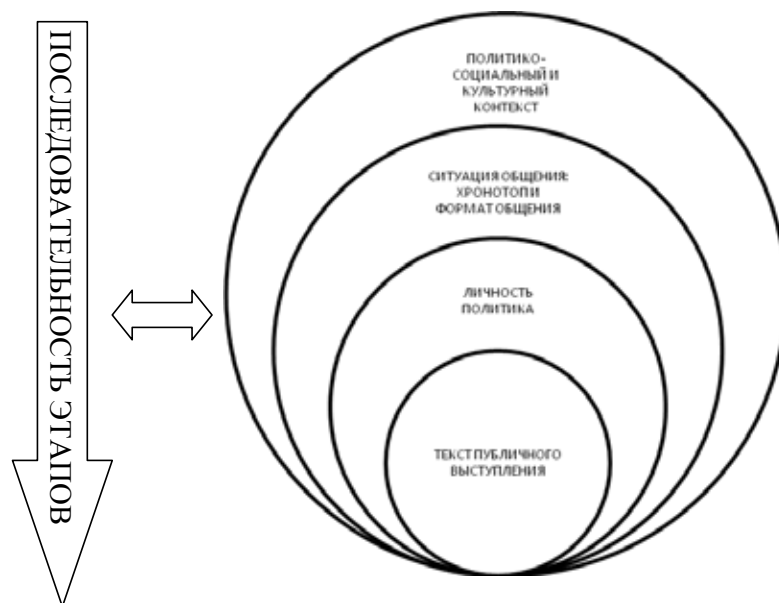 ПОСЛЕДОВАТЕЛЬНОСТЬ ЭТАПОВ
ПОЛИТИКО-
СОЦИАЛЬНЫЙ И
КУЛЬТУРНЫЙ
КОНТЕКСТ
СИТУАЦИЯ ОБЩЕНИЯ:
ХРОНОТОП И
ФОРМАТ ОБЩЕНИЯ
ЛИЧНОСТЬ
ПОЛИТИКА
ТЕКСТ ПУБЛИЧНОГО
ВЫСТУПЛЕНИЯ